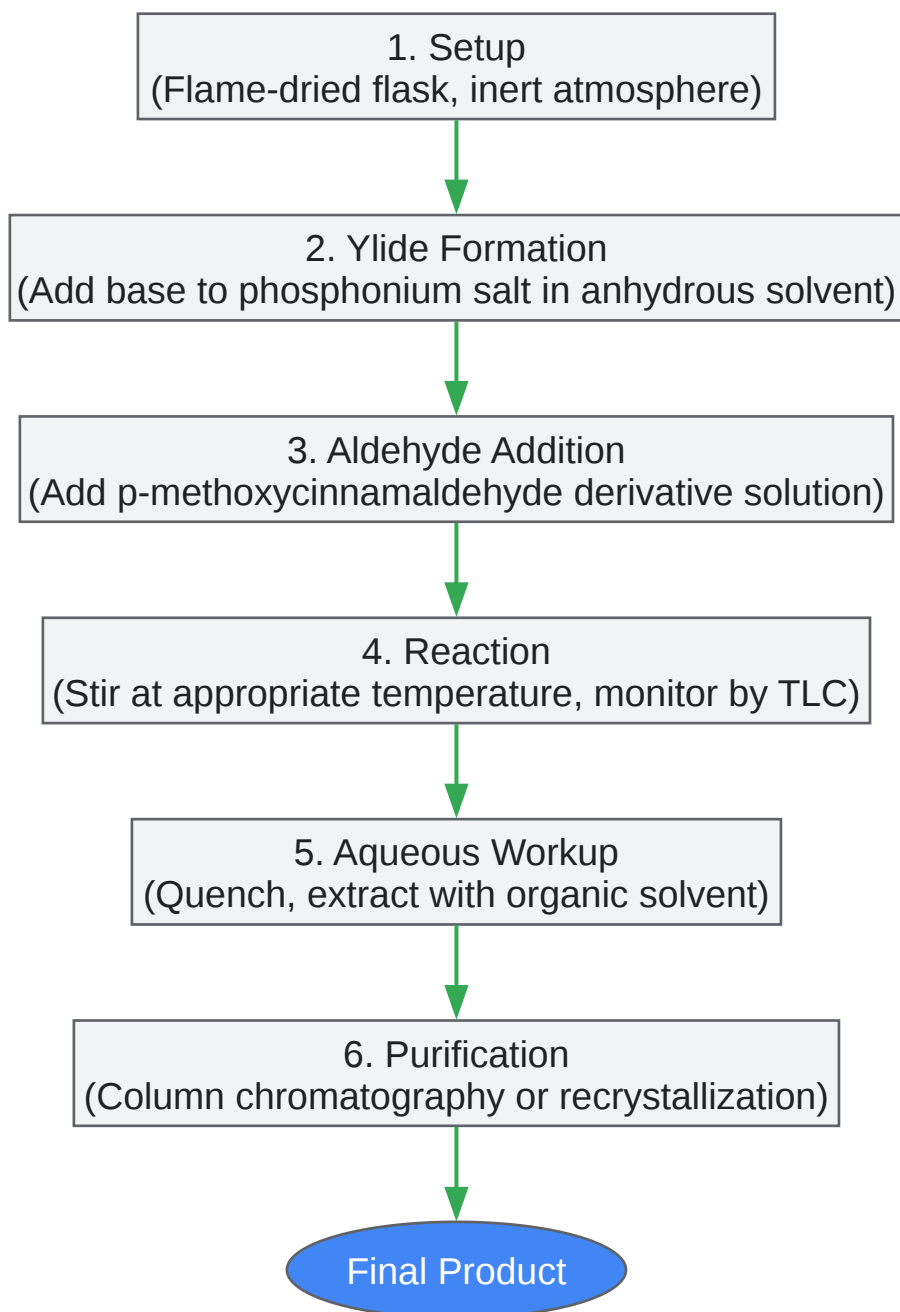 1. Setup
(Flame-dried flask, inert atmosphere)
2. Ylide Formation
(Add base to phosphonium salt in anhydrous solvent)
3. Aldehyde Addition
(Add p-methoxycinnamaldehyde derivative solution)
4. Reaction
(Stir at appropriate temperature, monitor by TLC)
5. Aqueous Workup
(Quench, extract with organic solvent)
6. Purification
(Column chromatography or recrystallization)
Final Product